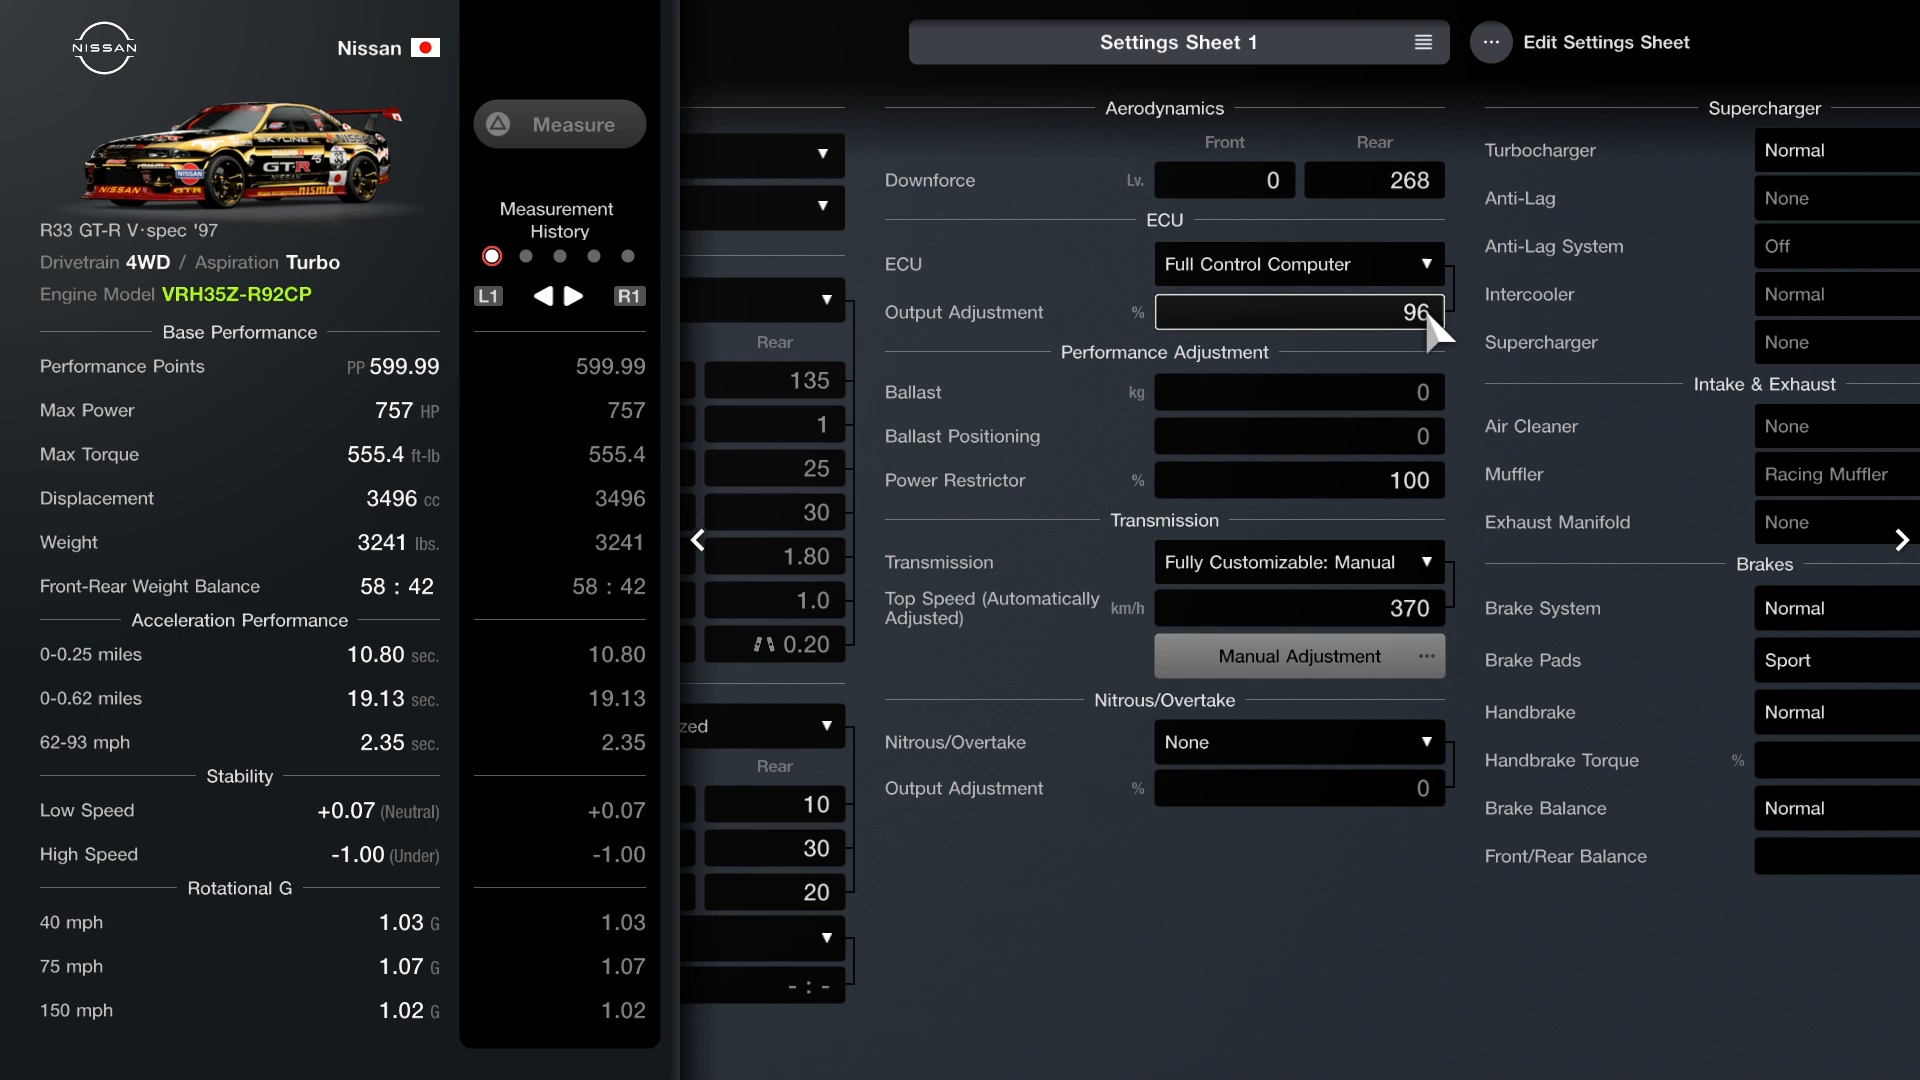 NISSAN
Nissan
R33 GT-R V·spec '97
Drivetrain 4WD / Aspiration Turbo
Engine Model VRH35Z-R92CP
Base Performance
Performance Points PP 599.99
Max Power 757 HP
Max Torque 555.4 ft-lb
Displacement 3496 cc
Weight 3241 lbs.
Front-Rear Weight Balance 58 : 42
Acceleration Performance
0-0.25 miles 10.80 sec.
0-0.62 miles 19.13 sec.
62-93 mph 2.35 sec.
Stability
Low Speed +0.07 (Neutral)
High Speed -1.00 (Under)
Rotational G
40 mph 1.03 G
75 mph 1.07 G
150 mph 1.02 G
Measure
Measurement
History
L1 R1
599.99
757
555.4
3496
3241
58 : 42
10.80
19.13
2.35
+0.07
-1.00
1.03
1.07
1.02
Rear
135
1
25
30
1.80
1.0
0.20
zed
Rear
10
30
20
- : -
Settings Sheet 1
Edit Settings Sheet
Aerodynamics
Front Rear
Downforce Lv. 0 268
ECU
ECU Full Control Computer
Output Adjustment % 96
Performance Adjustment
Ballast kg 0
Ballast Positioning 0
Power Restrictor % 100
Transmission
Transmission Fully Customizable: Manual
Top Speed (Automatically
Adjusted) km/h 370
Manual Adjustment
Nitrous/Overtake
Nitrous/Overtake None
Output Adjustment % 0
Supercharger
Turbocharger Normal
Anti-Lag None
Anti-Lag System Off
Intercooler Normal
Supercharger None
Intake & Exhaust
Air Cleaner None
Muffler Racing Muffler
Exhaust Manifold None
Brakes
Brake System Normal
Brake Pads Sport
Handbrake Normal
Handbrake Torque %
Brake Balance Normal
Front/Rear Balance